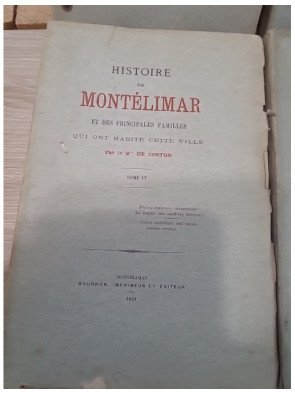 HISTOIRE
DE
MONTÉLIMAR
ET DES PRINCIPALES FAMILLES
QUI ONT HABITÉ CETTE VILLE
Par le Bon DE COSTON
TOME IV
MONTÉLIMAR
BOURRON, IMPRIMEUR ET ÉDITEUR
1891